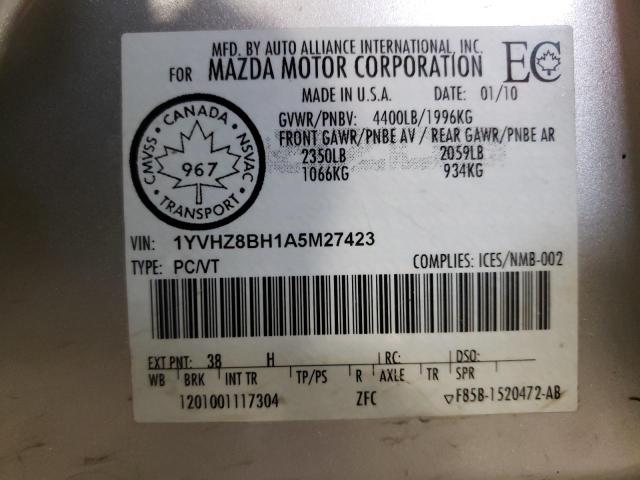 MFD. BY AUTO ALLIANCE INTERNATIONAL, INC.
FOR MAZDA MOTOR CORPORATION
EC
MADE IN U.S.A. DATE: 01/10
GVWR/PNBV: 4400LB/1996KG
FRONT GAWR/PNBE AV / REAR GAWR/PNBE AR
2350LB 2059LB
1066KG 934KG
CANADA
CMVSS NSVAC
967
TRANSPORT
VIN: 1YVHZ8BH1A5M27423
TYPE: PC/VT COMPLIES: ICES/NMB-002
EXT PNT: 38 H RC: DSO:
WB BRK INT TR TP/PS R AXLE TR SPR
1201001117304 ZFC ▽F85B-1520472-AB